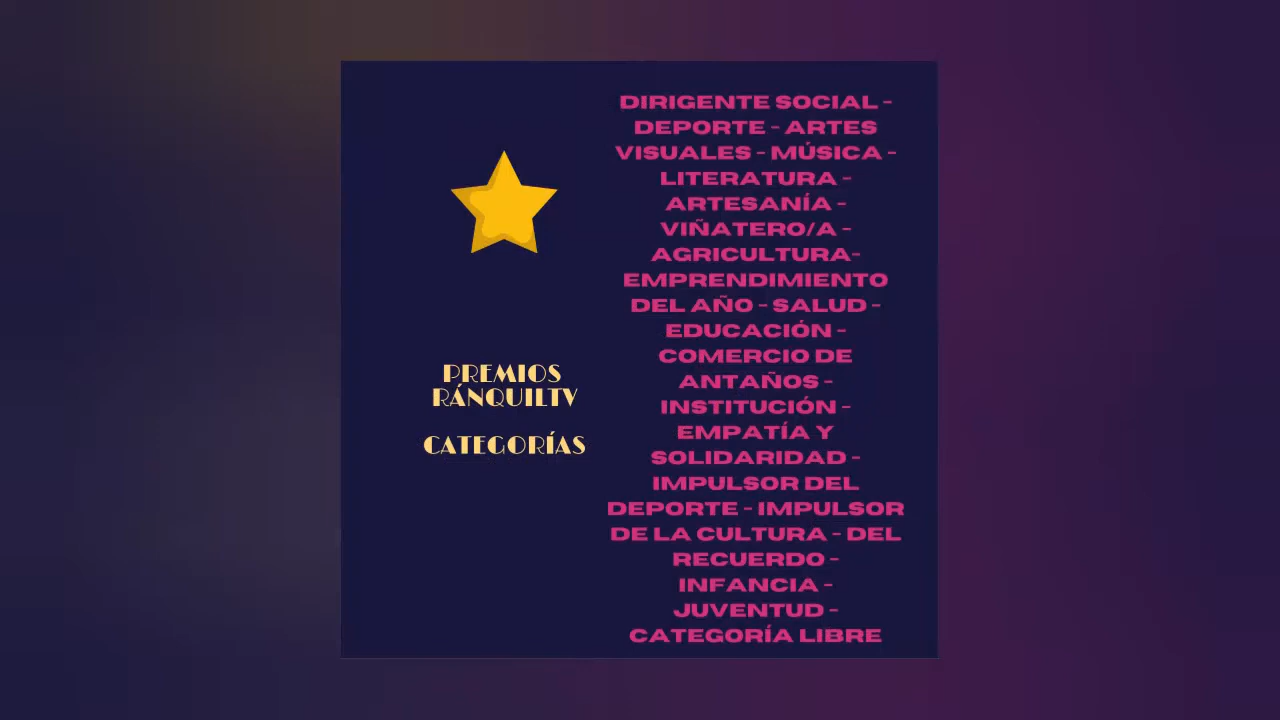 PREMIOS
RÁNQUILTV
CATEGORÍAS
DIRIGENTE SOCIAL -
DEPORTE - ARTES
VISUALES - MÚSICA -
LITERATURA -
ARTESANÍA -
VIÑATERO/A -
AGRICULTURA-
EMPRENDIMIENTO
DEL AÑO - SALUD -
EDUCACIÓN -
COMERCIO DE
ANTAÑOS -
INSTITUCIÓN -
EMPATÍA Y
SOLIDARIDAD -
IMPULSOR DEL
DEPORTE - IMPULSOR
DE LA CULTURA - DEL
RECUERDO -
INFANCIA -
JUVENTUD -
CATEGORÍA LIBRE